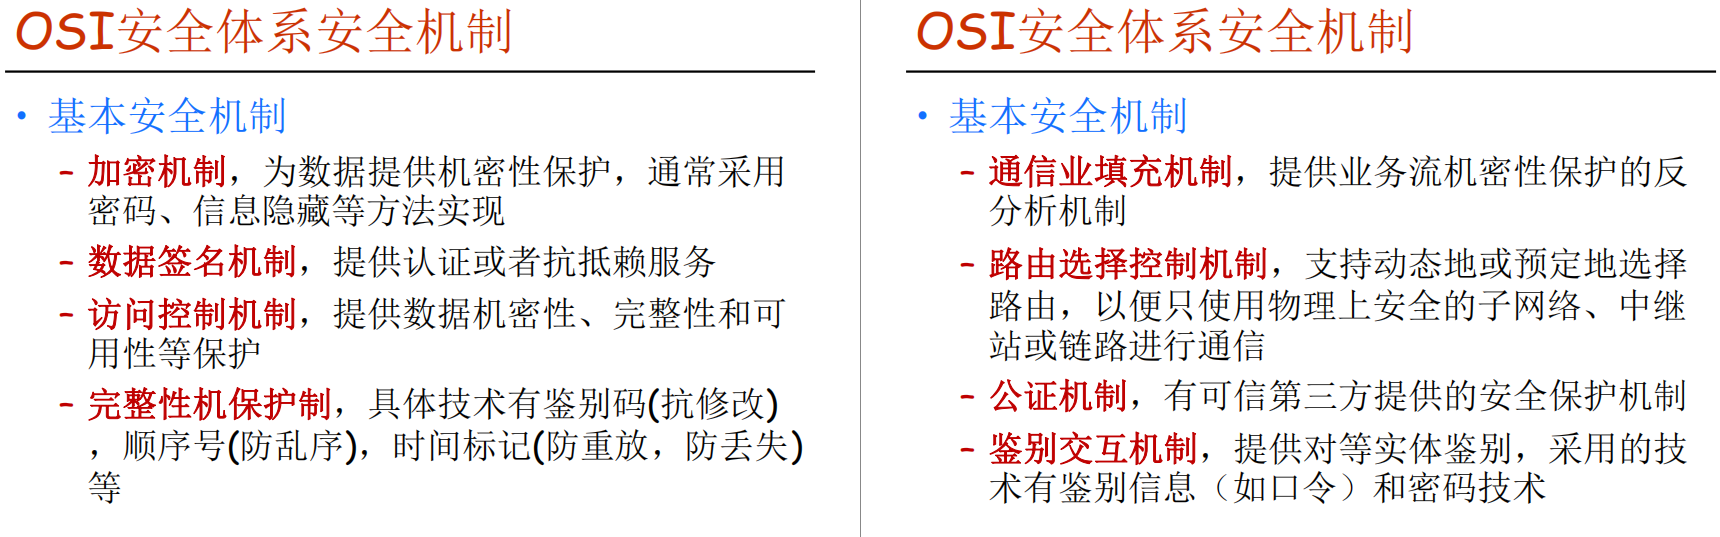 OSI安全体系安全机制
• 基本安全机制
– 加密机制，为数据提供机密性保护，通常采用
密码、信息隐藏等方法实现
– 数据签名机制，提供认证或者抗抵赖服务
– 访问控制机制，提供数据机密性、完整性和可
用性等保护
– 完整性机保护制，具体技术有鉴别码(抗修改)
，顺序号(防乱序)，时间标记(防重放，防丢失)
等
OSI安全体系安全机制
• 基本安全机制
– 通信业填充机制，提供业务流机密性保护的反
分析机制
– 路由选择控制机制，支持动态地或预定地选择
路由，以便只使用物理上安全的子网络、中继
站或链路进行通信
– 公证机制，有可信第三方提供的安全保护机制
– 鉴别交互机制，提供对等实体鉴别，采用的技
术有鉴别信息（如口令）和密码技术